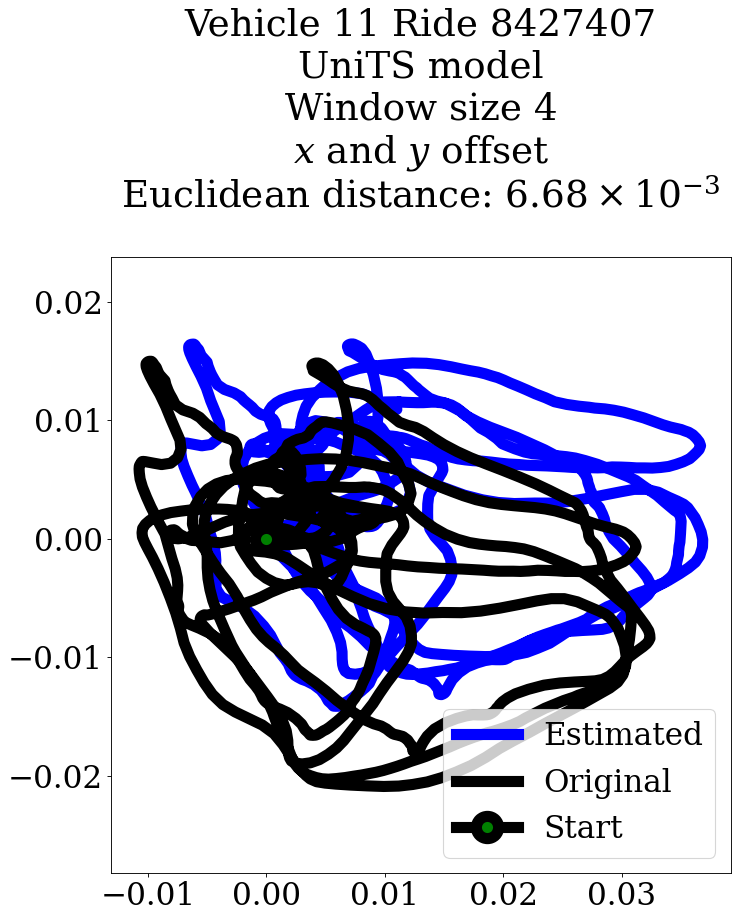 Vehicle 11 Ride 8427407
UniTS model
Window size 4
x and y offset
Euclidean distance: 6.68 × 10⁻³
0.02
0.01
0.00
−0.01
−0.02
Estimated
Original
Start
−0.01 0.00 0.01 0.02 0.03